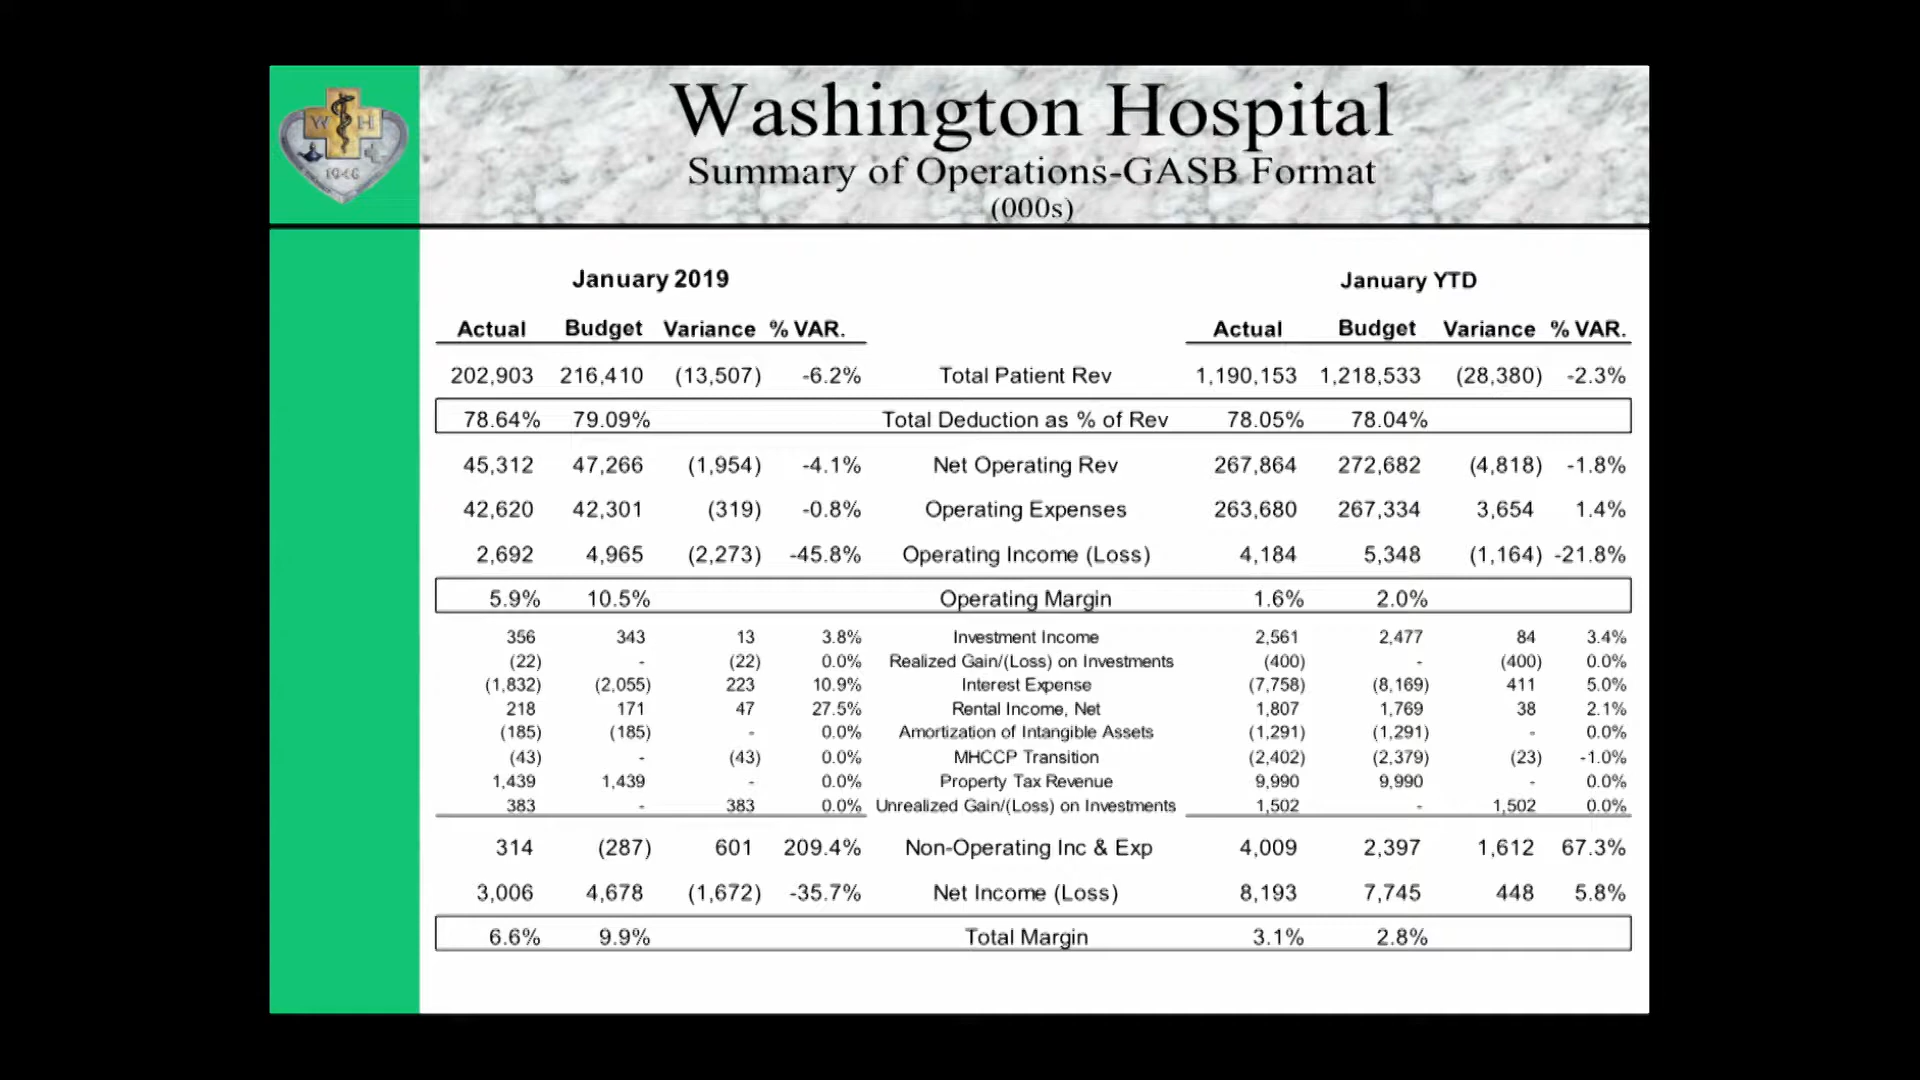 W H
1946
Washington Hospital
Summary of Operations-GASB Format
(000s)
January 2019 January YTD
Actual Budget Variance % VAR. Actual Budget Variance % VAR.
202,903 216,410 (13,507) -6.2% Total Patient Rev 1,190,153 1,218,533 (28,380) -2.3%
78.64% 79.09% Total Deduction as % of Rev 78.05% 78.04%
45,312 47,266 (1,954) -4.1% Net Operating Rev 267,864 272,682 (4,818) -1.8%
42,620 42,301 (319) -0.8% Operating Expenses 263,680 267,334 3,654 1.4%
2,692 4,965 (2,273) -45.8% Operating Income (Loss) 4,184 5,348 (1,164) -21.8%
5.9% 10.5% Operating Margin 1.6% 2.0%
356 343 13 3.8% Investment Income 2,561 2,477 84 3.4%
(22) - (22) 0.0% Realized Gain/(Loss) on Investments (400) - (400) 0.0%
(1,832) (2,055) 223 10.9% Interest Expense (7,758) (8,169) 411 5.0%
218 171 47 27.5% Rental Income, Net 1,807 1,769 38 2.1%
(185) (185) - 0.0% Amortization of Intangible Assets (1,291) (1,291) - 0.0%
(43) - (43) 0.0% MHCCP Transition (2,402) (2,379) (23) -1.0%
1,439 1,439 - 0.0% Property Tax Revenue 9,990 9,990 - 0.0%
383 - 383 0.0% Unrealized Gain/(Loss) on Investments 1,502 - 1,502 0.0%
314 (287) 601 209.4% Non-Operating Inc & Exp 4,009 2,397 1,612 67.3%
3,006 4,678 (1,672) -35.7% Net Income (Loss) 8,193 7,745 448 5.8%
6.6% 9.9% Total Margin 3.1% 2.8%